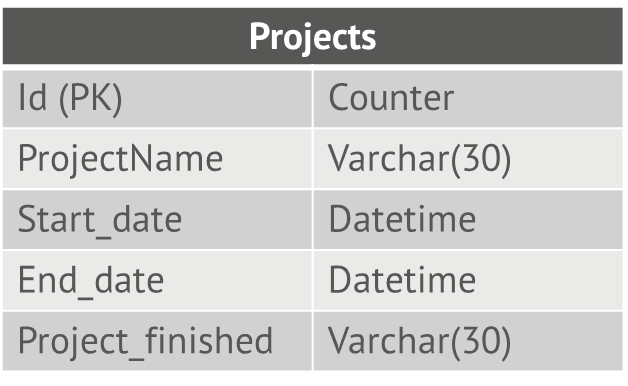 Projects
Id (PK) Counter
ProjectName Varchar(30)
Start_date Datetime
End_date Datetime
Project_finished Varchar(30)